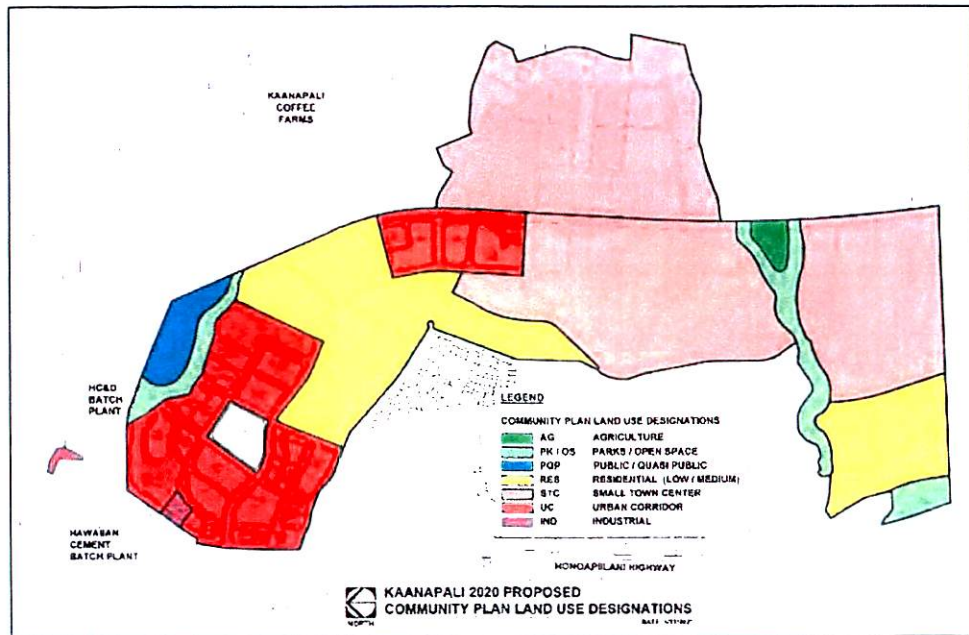 KAANAPALI
COFFEE
FARMS
HC&D
BATCH
PLANT
HAWAIIAN
CEMENT
BATCH PLANT
LEGEND
COMMUNITY PLAN LAND USE DESIGNATIONS
AG AGRICULTURE
PK / OS PARKS / OPEN SPACE
PQP PUBLIC / QUASI PUBLIC
RES RESIDENTIAL (LOW / MEDIUM)
STC SMALL TOWN CENTER
UC URBAN CORRIDOR
IND INDUSTRIAL
HONOAPIILANI HIGHWAY
KAANAPALI 2020 PROPOSED
COMMUNITY PLAN LAND USE DESIGNATIONS
NORTH